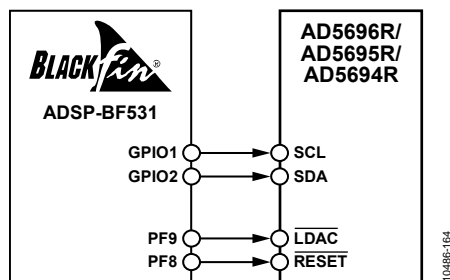 BLACKfin®
ADSP-BF531
AD5696R/
AD5695R/
AD5694R
GPIO1
SCL
GPIO2
SDA
PF9
LDAC
PF8
RESET
10486-164